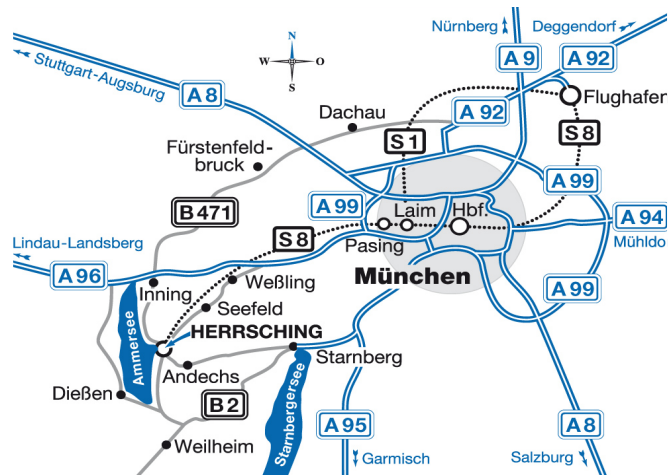 Nürnberg
Deggendorf
N
W O
S
Stuttgart-Augsburg
A 8
A 9
A 92
Flughafen
Dachau
A 92
Fürstenfeld-
bruck
S 1
S 8
A 99
B 471
A 99
Laim
Hbf.
A 94
S 8
Pasing
Mühldo
Lindau-Landsberg
A 96
Inning
Weßling
München
A 99
Seefeld
HERRSCHING
Ammersee
Starnberg
Andechs
Dießen
B 2
Starnbergersee
A 95
A 8
Weilheim
Garmisch
Salzburg